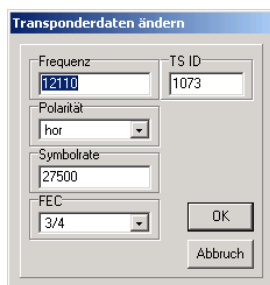 Transponderdaten ändern
Frequenz TS ID
12110 1073
Polarität
hor
Symbolrate
27500
FEC
3/4
OK
Abbruch